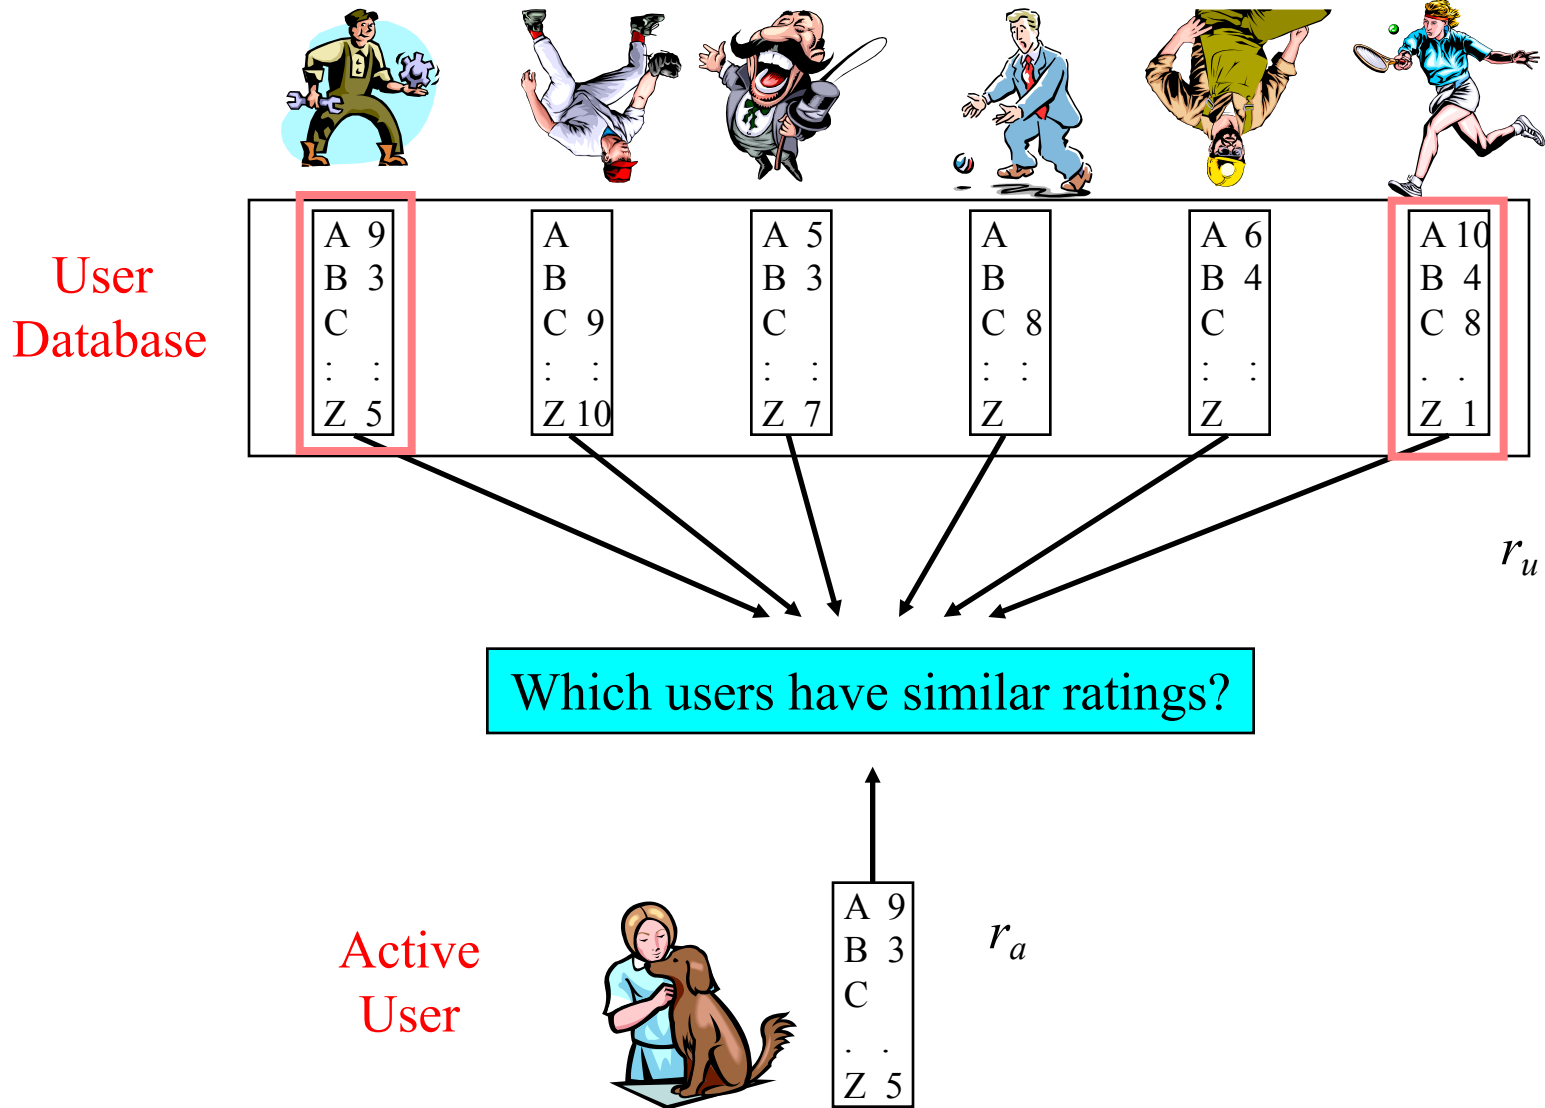 User
Database
A 9
B 3
C
: :
Z 5
A
B
C 9
: :
Z 10
A 5
B 3
C
: :
Z 7
A
B
C 8
: :
Z
A 6
B 4
C
: :
Z
A 10
B 4
C 8
. .
Z 1
r_u
Which users have similar ratings?
Active
User
A 9
B 3
C
. .
Z 5
r_a